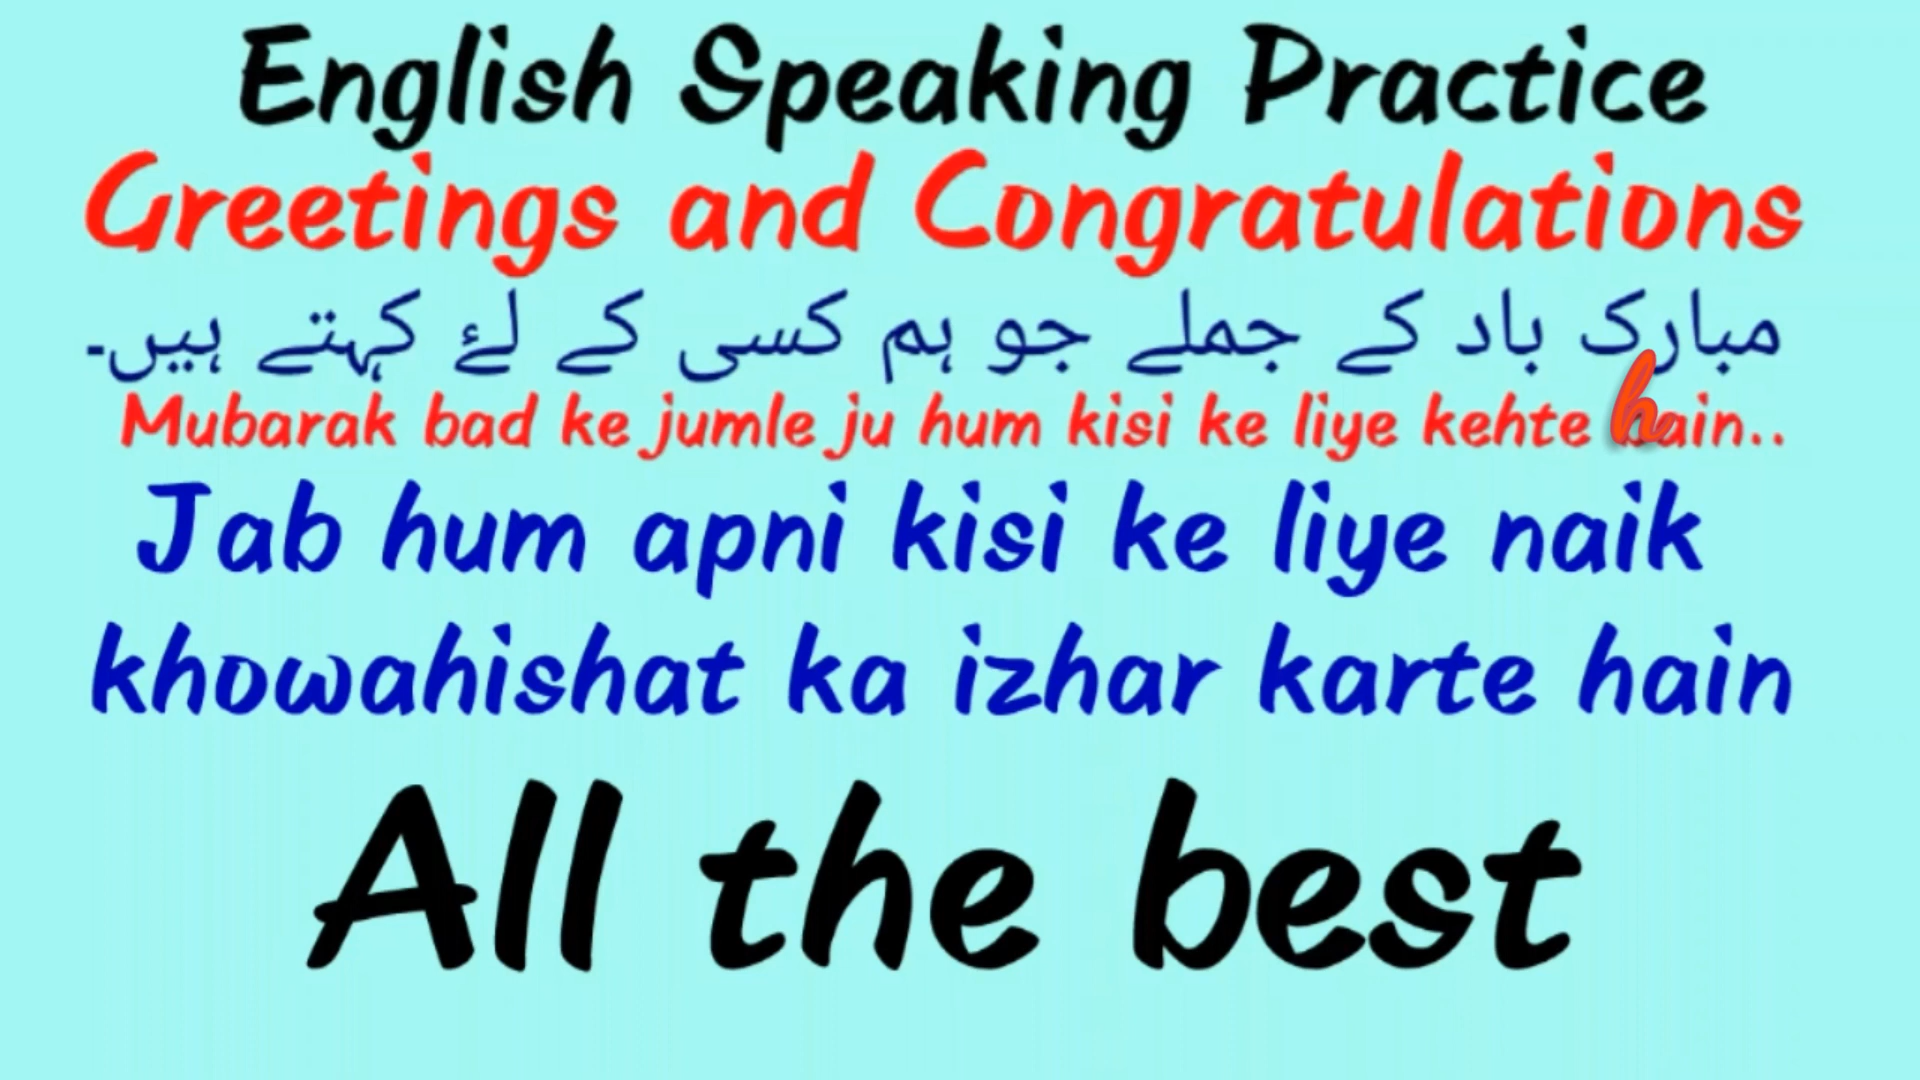 English Speaking Practice
Greetings and Congratulations
مبارک باد کے جملے جو ہم کسی کے لۓ کہتے ہیں۔
Mubarak bad ke jumle ju hum kisi ke liye kehte hain..
Jab hum apni kisi ke liye naik
khowahishat ka izhar karte hain
All the best